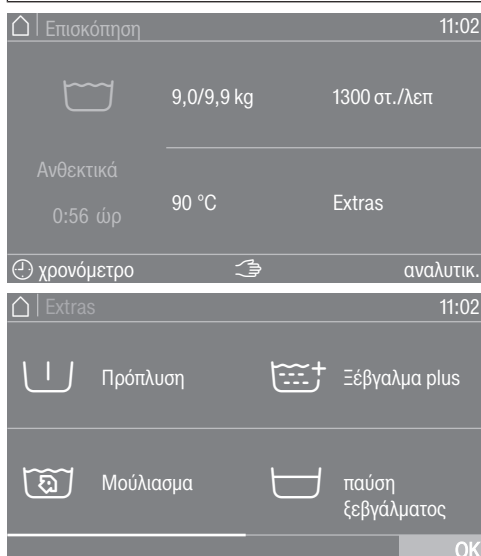 Επισκόπηση 11:02
9,0/9,9 kg 1300 στ./λεπ
Ανθεκτικά
0:56 ώρ
90 °C Extras
χρονόμετρο αναλυτικ.
Extras 11:02
Πρόπλυση Ξέβγαλμα plus
Μούλιασμα παύση
ξεβγάλματος
OK